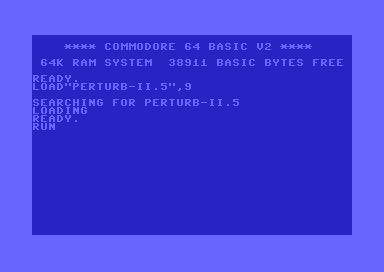 **** COMMODORE 64 BASIC V2 ****
64K RAM SYSTEM  38911 BASIC BYTES FREE
READY.
LOAD"PERTURB-II.5",9
SEARCHING FOR PERTURB-II.5
LOADING
READY.
RUN